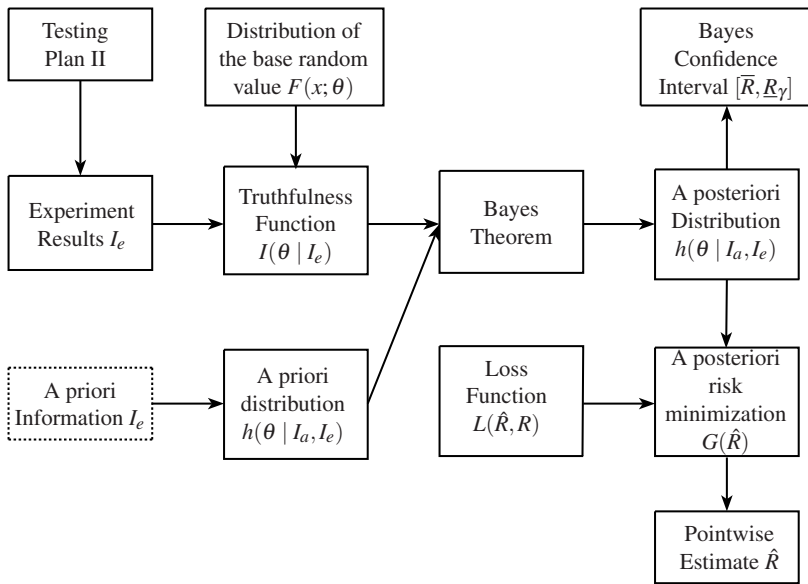 Testing
Plan II
Distribution of
the base random
value F(x;θ)
Bayes
Confidence
Interval [R̅,R̲γ]
Experiment
Results Ie
Truthfulness
Function
I(θ | Ie)
Bayes
Theorem
A posteriori
Distribution
h(θ | Ia,Ie)
A priori
Information Ie
A priori
distribution
h(θ | Ia,Ie)
Loss
Function
L(R̂,R)
A posteriori
risk
minimization
G(R̂)
Pointwise
Estimate R̂